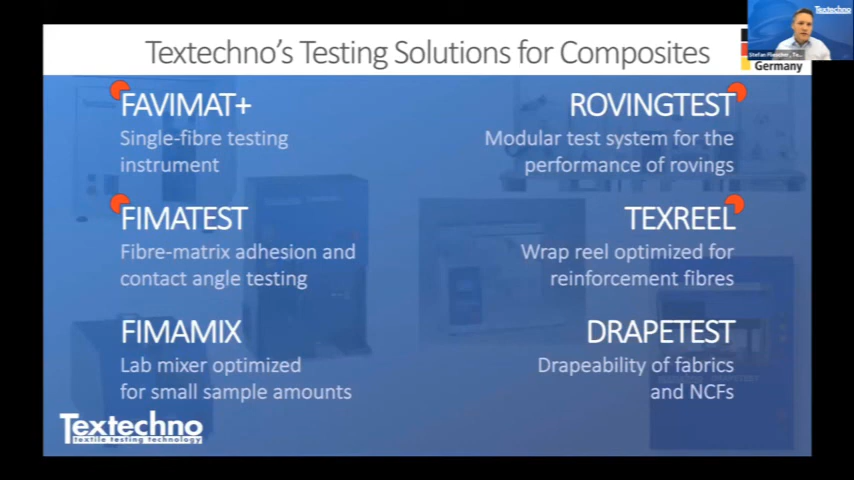 Textechno's Testing Solutions for Composites
Textechno
Germany
FAVIMAT+
Single-fibre testing
instrument
ROVINGTEST
Modular test system for the
performance of rovings
FIMATEST
Fibre-matrix adhesion and
contact angle testing
TEXREEL
Wrap reel optimized for
reinforcement fibres
FIMAMIX
Lab mixer optimized
for small sample amounts
DRAPETEST
Drapeability of fabrics
and NCFs
Textechno
textile testing technology